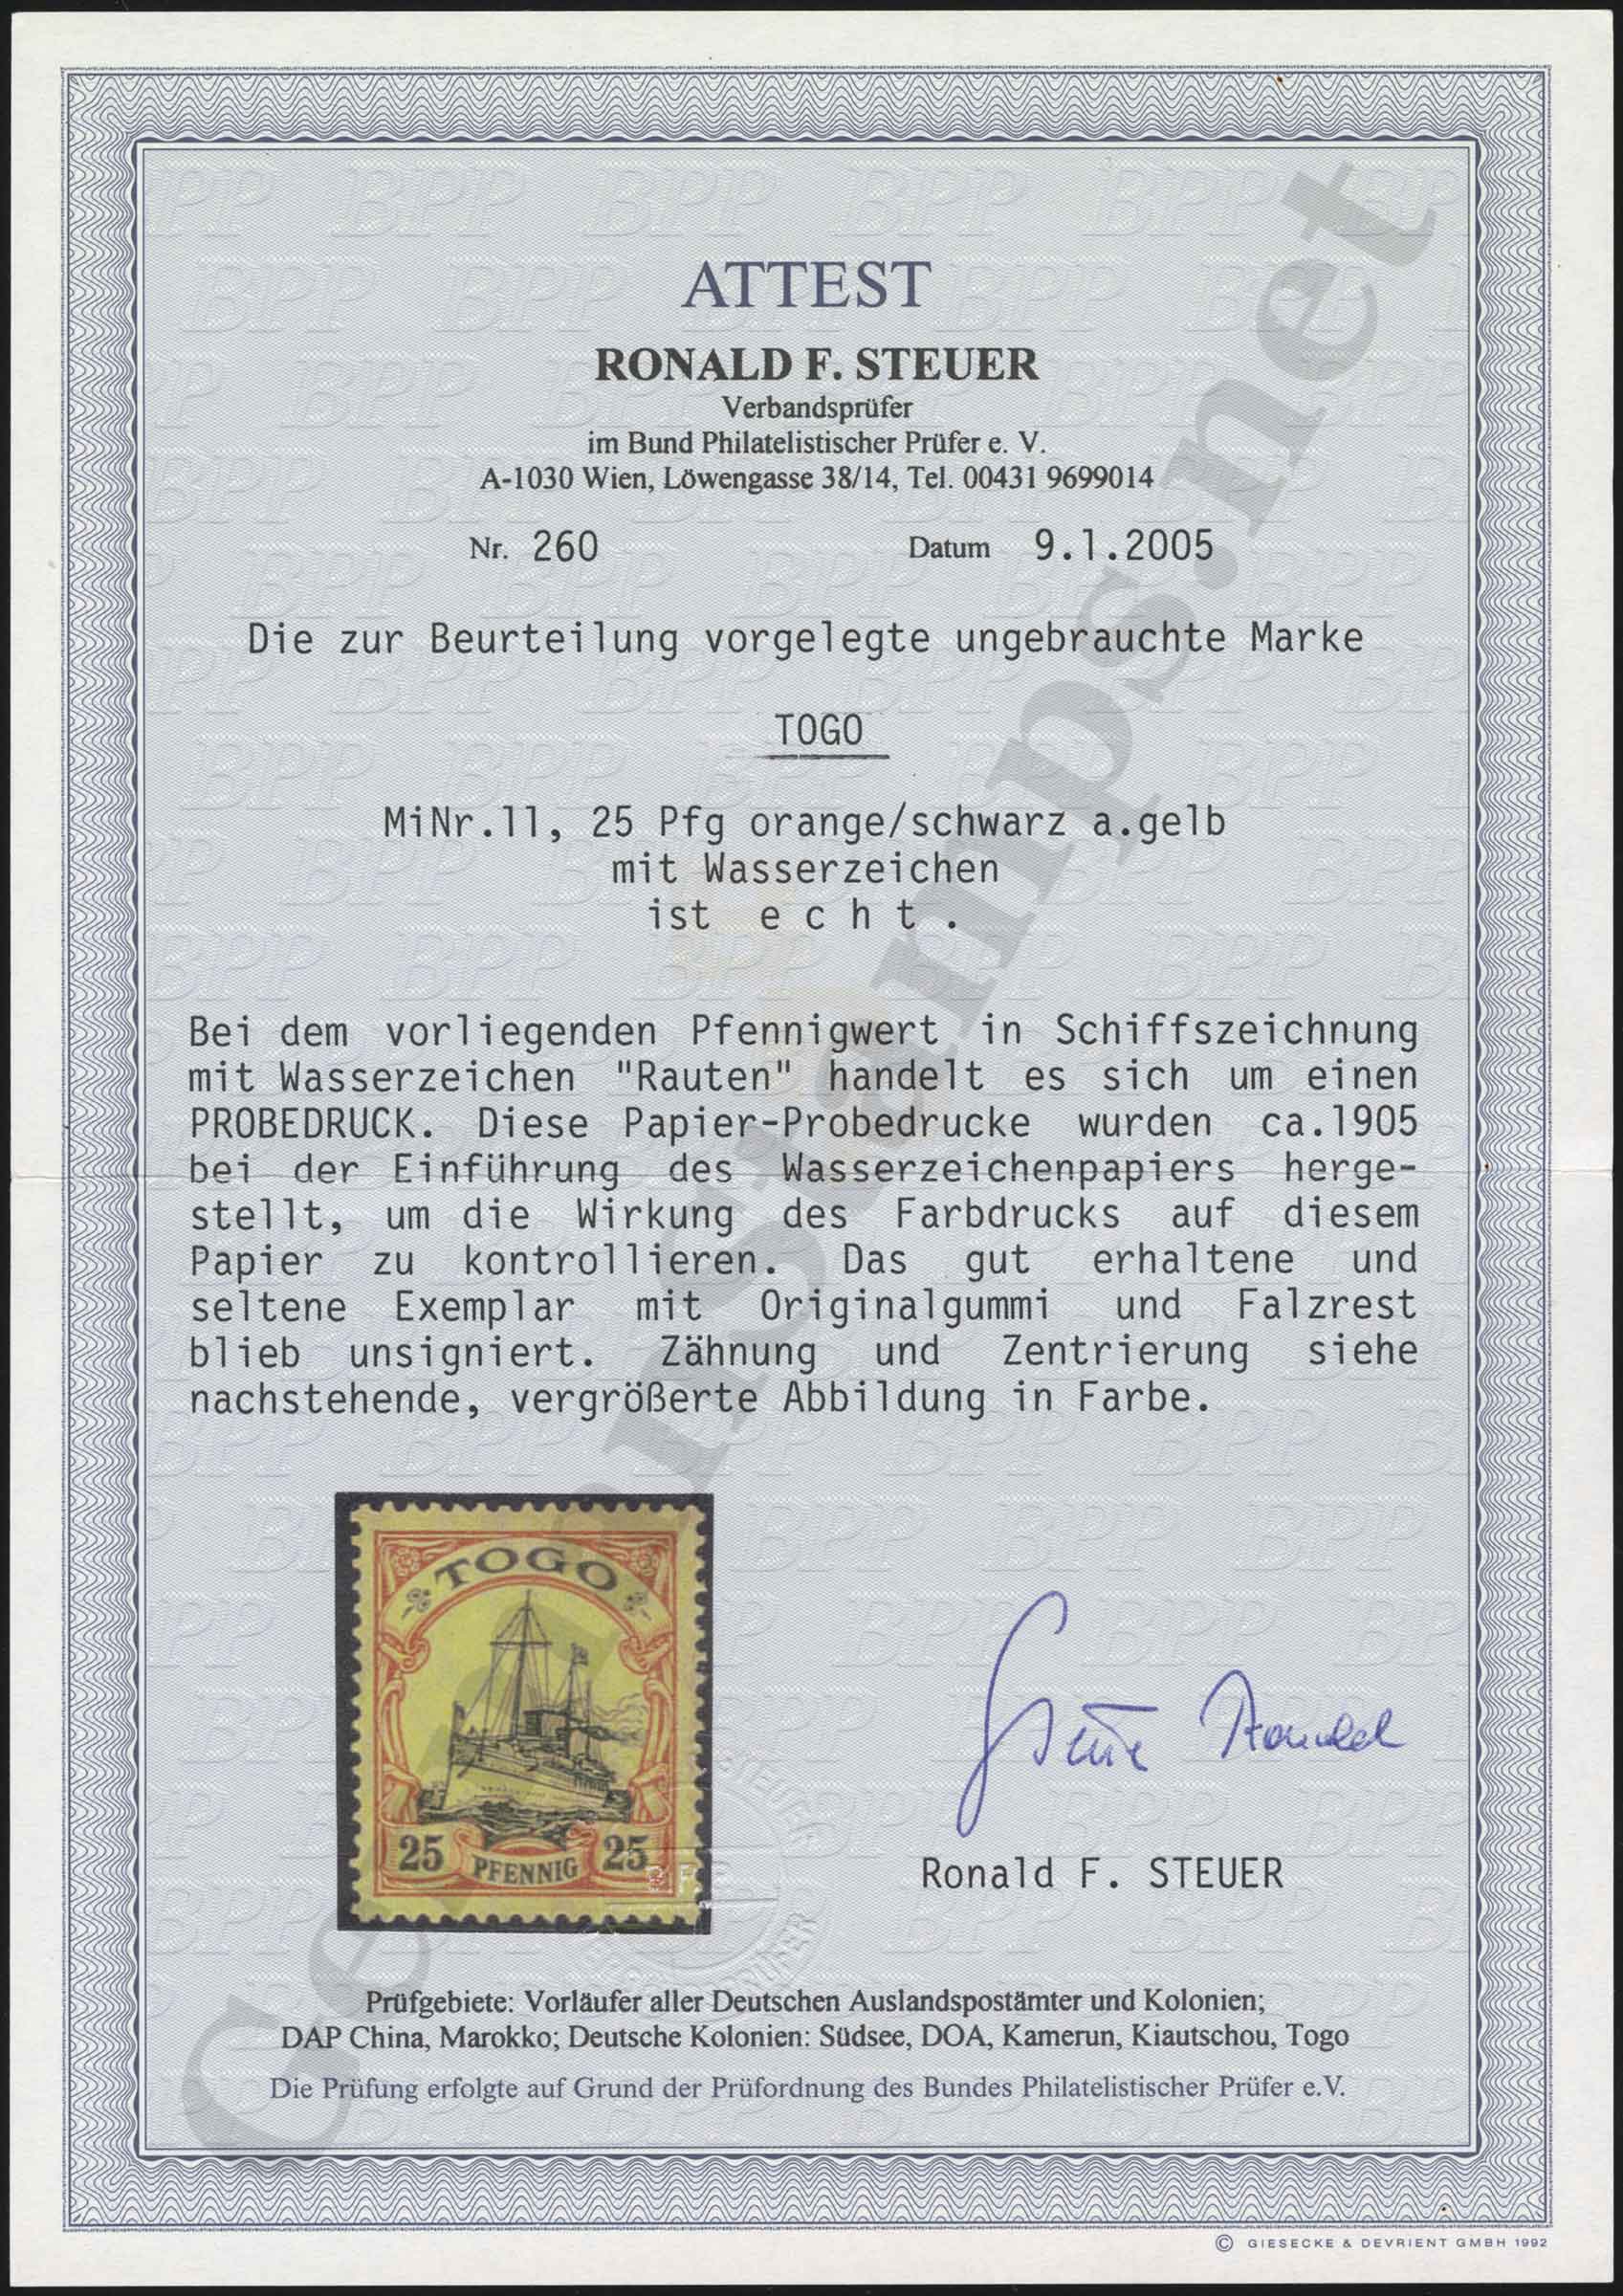 ATTEST
RONALD F. STEUER
Verbandsprüfer
im Bund Philatelistischer Prüfer e. V.
A-1030 Wien, Löwengasse 38/14, Tel. 00431 9699014
Nr. 260 Datum 9.1.2005
Die zur Beurteilung vorgelegte ungebrauchte Marke
TOGO
MiNr.11, 25 Pfg orange/schwarz a.gelb
mit Wasserzeichen
ist e c h t .
Bei dem vorliegenden Pfennigwert in Schiffszeichnung
mit Wasserzeichen "Rauten" handelt es sich um einen
PROBEDRUCK. Diese Papier-Probedrucke wurden ca.1905
bei der Einführung des Wasserzeichenpapiers herge-
stellt, um die Wirkung des Farbdrucks auf diesem
Papier zu kontrollieren. Das gut erhaltene und
seltene Exemplar mit Originalgummi und Falzrest
blieb unsigniert. Zähnung und Zentrierung siehe
nachstehende, vergrößerte Abbildung in Farbe.
TOGO
25 PFENNIG 25
Steuer Ronald
Ronald F. STEUER
Prüfgebiete: Vorläufer aller Deutschen Auslandspostämter und Kolonien;
DAP China, Marokko; Deutsche Kolonien: Südsee, DOA, Kamerun, Kiautschou, Togo
Die Prüfung erfolgte auf Grund der Prüfordnung des Bundes Philatelistischer Prüfer e.V.
© GIESECKE & DEVRIENT GMBH 1992